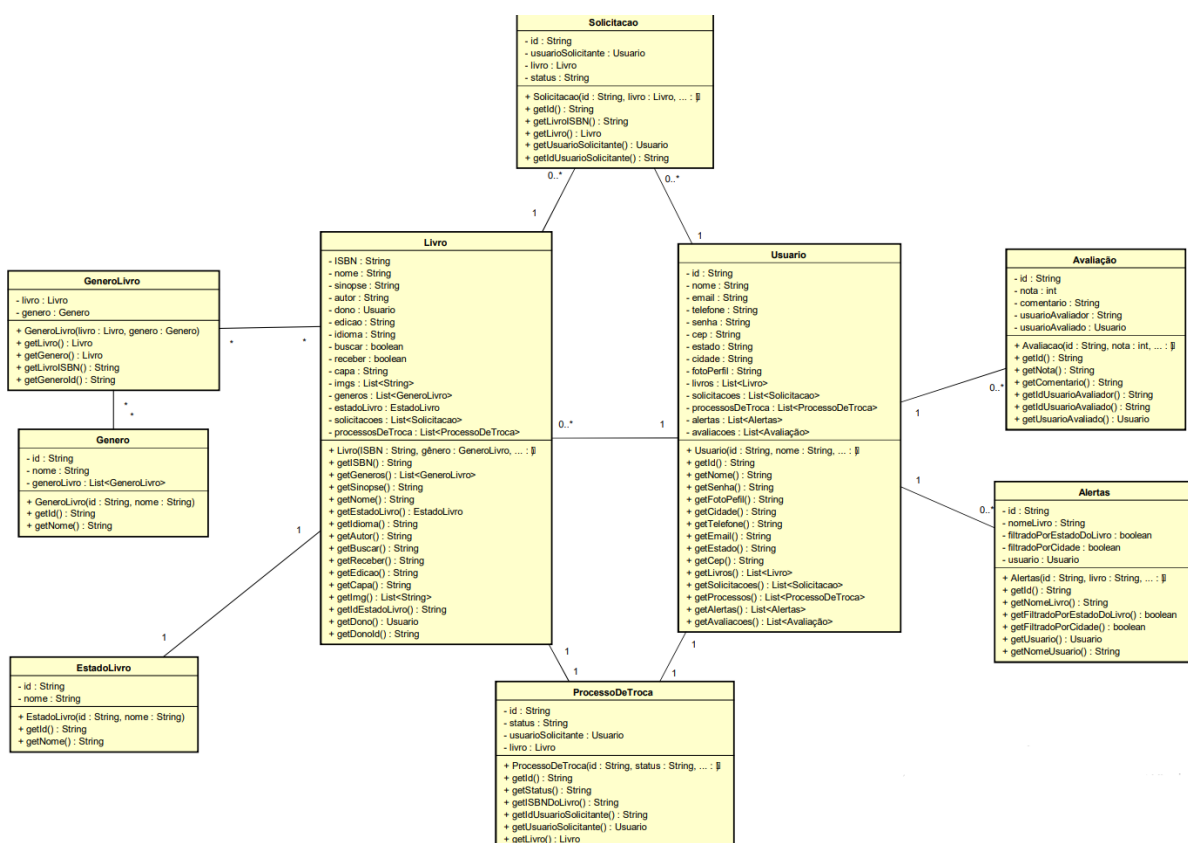 Solicitacao
- id : String
- usuarioSolicitante : Usuario
- livro : Livro
- status : String
+ Solicitacao(id : String, livro : Livro, ... :
+ getId() : String
+ getLivroISBN() : String
+ getLivro() : Livro
+ getUsuarioSolicitante() : Usuario
+ getIdUsuarioSolicitante() : String
0..*
0..*
1
1
Livro
- ISBN : String
- nome : String
- sinopse : String
- autor : String
- dono : Usuario
- edicao : String
- idioma : String
- buscar : boolean
- receber : boolean
- capa : String
- imgs : List<String>
- generos : List<GeneroLivro>
- estadoLivro : EstadoLivro
- solicitacoes : List<Solicitacao>
- processosDeTroca : List<ProcessoDeTroca>
+ Livro(ISBN : String, gênero : GeneroLivro, ... :
+ getISBN() : String
+ getGeneros() : List<GeneroLivro>
+ getSinopse() : String
+ getNome() : String
+ getEstadoLivro() : EstadoLivro
+ getIdioma() : String
+ getAutor() : String
+ getBuscar() : String
+ getReceber() : String
+ getEdicao() : String
+ getCapa() : String
+ getImg() : List<String>
+ getIdEstadoLivro() : String
+ getDono() : Usuario
+ getDonoId() : String
Usuario
- id : String
- nome : String
- email : String
- telefone : String
- senha : String
- cep : String
- estado : String
- cidade : String
- fotoPerfil : String
- livros : List<Livro>
- solicitacoes : List<Solicitacao>
- processosDeTroca : List<ProcessoDeTroca>
- alertas : List<Alertas>
- avaliacoes : List<Avaliação>
+ Usuario(id : String, nome : String, ... :
+ getId() : String
+ getNome() : String
+ getSenha() : String
+ getFotoPefil() : String
+ getCidade() : String
+ getTelefone() : String
+ getEmail() : String
+ getEstado() : String
+ getCep() : String
+ getLivros() : List<Livro>
+ getSolicitacoes() : List<Solicitacao>
+ getProcessos() : List<ProcessoDeTroca>
+ getAlertas() : List<Alertas>
+ getAvaliacoes() : List<Avaliação>
0..*
1
Avaliação
- id : String
- nota : int
- comentario : String
- usuarioAvaliador : String
- usuarioAvaliado : Usuario
+ Avaliacao(id : String, nota : int, ... :
+ getId() : String
+ getNota() : String
+ getComentario() : String
+ getIdUsuarioAvaliador() : String
+ getIdUsuarioAvaliado() : String
+ getUsuarioAvaliado() : Usuario
0..*
1
GeneroLivro
- livro : Livro
- genero : Genero
+ GeneroLivro(livro : Livro, genero : Genero)
+ getLivro() : Livro
+ getGenero() : Livro
+ getLivroISBN() : String
+ getGeneroId() : String
*
*
*
*
Genero
- id : String
- nome : String
- generoLivro : List<GeneroLivro>
+ GeneroLivro(id : String, nome : String)
+ getId() : String
+ getNome() : String
1
0..*
Alertas
- id : String
- nomeLivro : String
- filtradoPorEstadoDoLivro : boolean
- filtradoPorCidade : boolean
- usuario : Usuario
+ Alertas(id : String, livro : String, ... :
+ getId() : String
+ getNomeLivro() : String
+ getFiltradoPorEstadoDoLivro() : boolean
+ getFiltradoPorCidade() : boolean
+ getUsuario() : Usuario
+ getNomeUsuario() : String
1
1
EstadoLivro
- id : String
- nome : String
+ EstadoLivro(id : String, nome : String)
+ getId() : String
+ getNome() : String
1
1
1
1
ProcessoDeTroca
- id : String
- status : String
- usuarioSolicitante : Usuario
- livro : Livro
+ ProcessoDeTroca(id : String, status : String, ... :
+ getId() : String
+ getStatus() : String
+ getISBNDoLivro() : String
+ getIdUsuarioSolicitante() : String
+ getUsuarioSolicitante() : Usuario
+ getLivro() : Livro